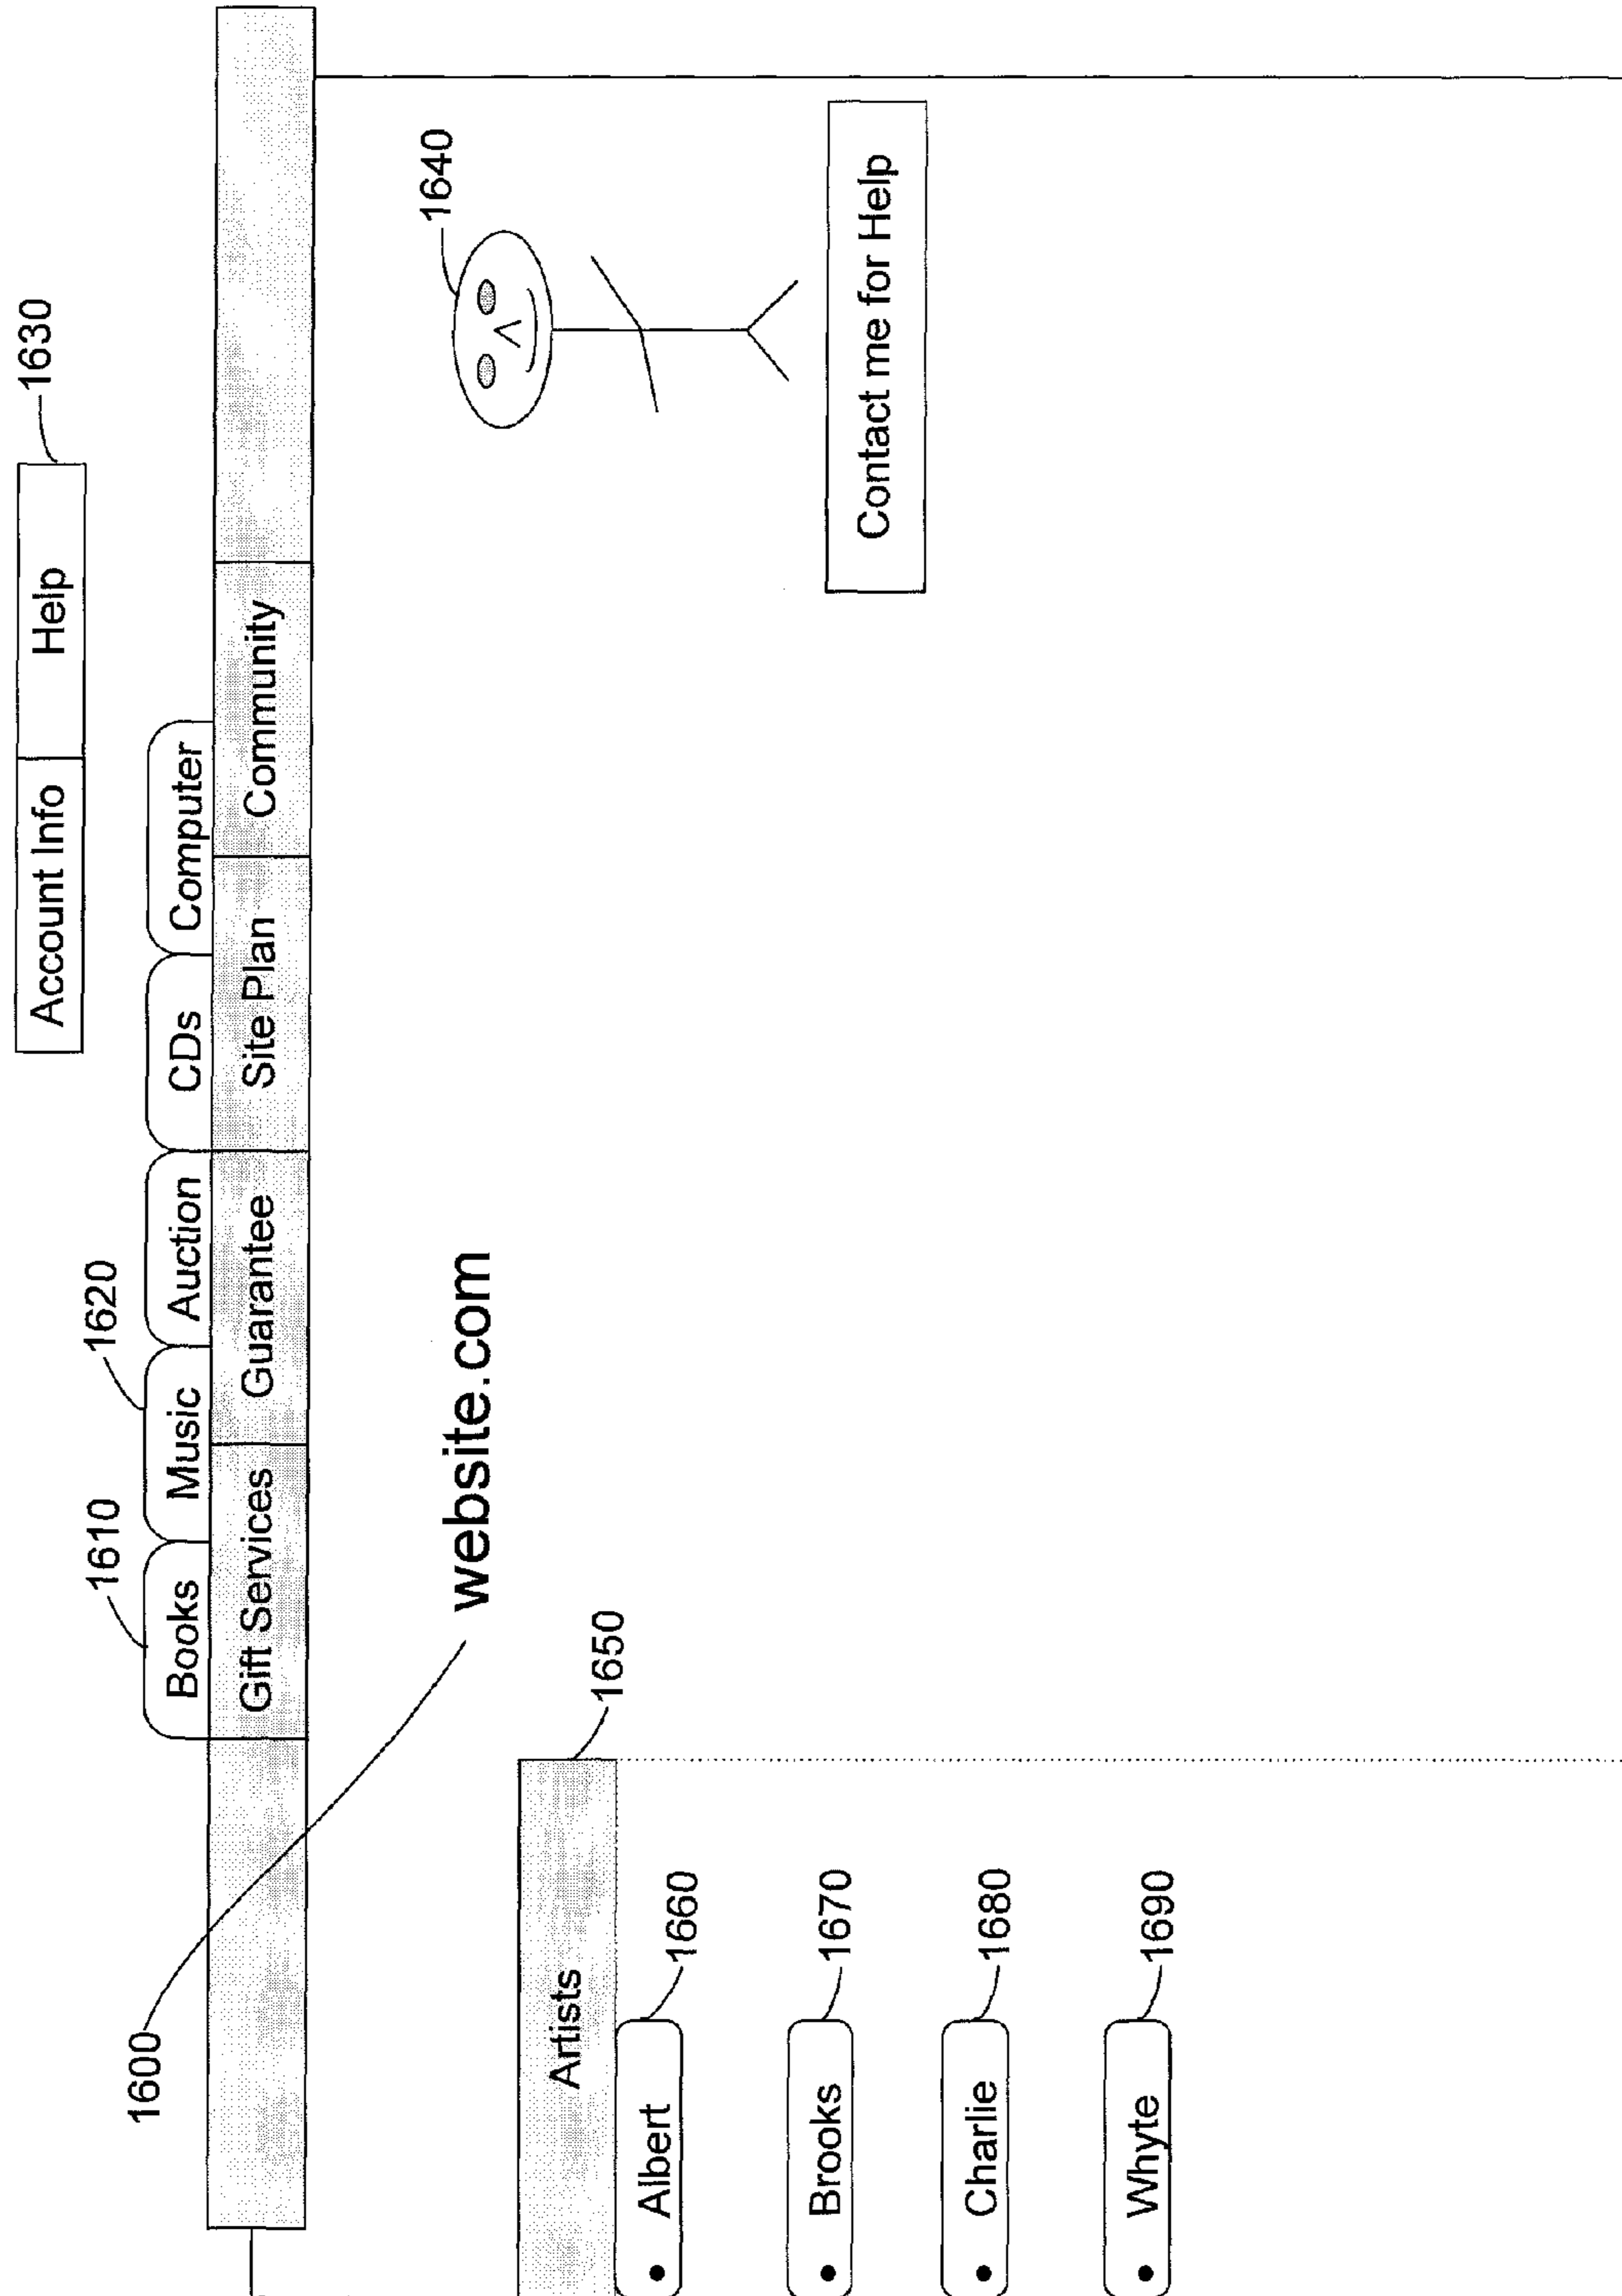 Account Info Help 1630
1610 1620
Books Music Auction CDs Computer
1600
Gift Services Guarantee Site Plan Community
website.com
1640
1650
Artists
• Albert 1660
• Brooks 1670
Contact me for Help
• Charlie 1680
• Whyte 1690